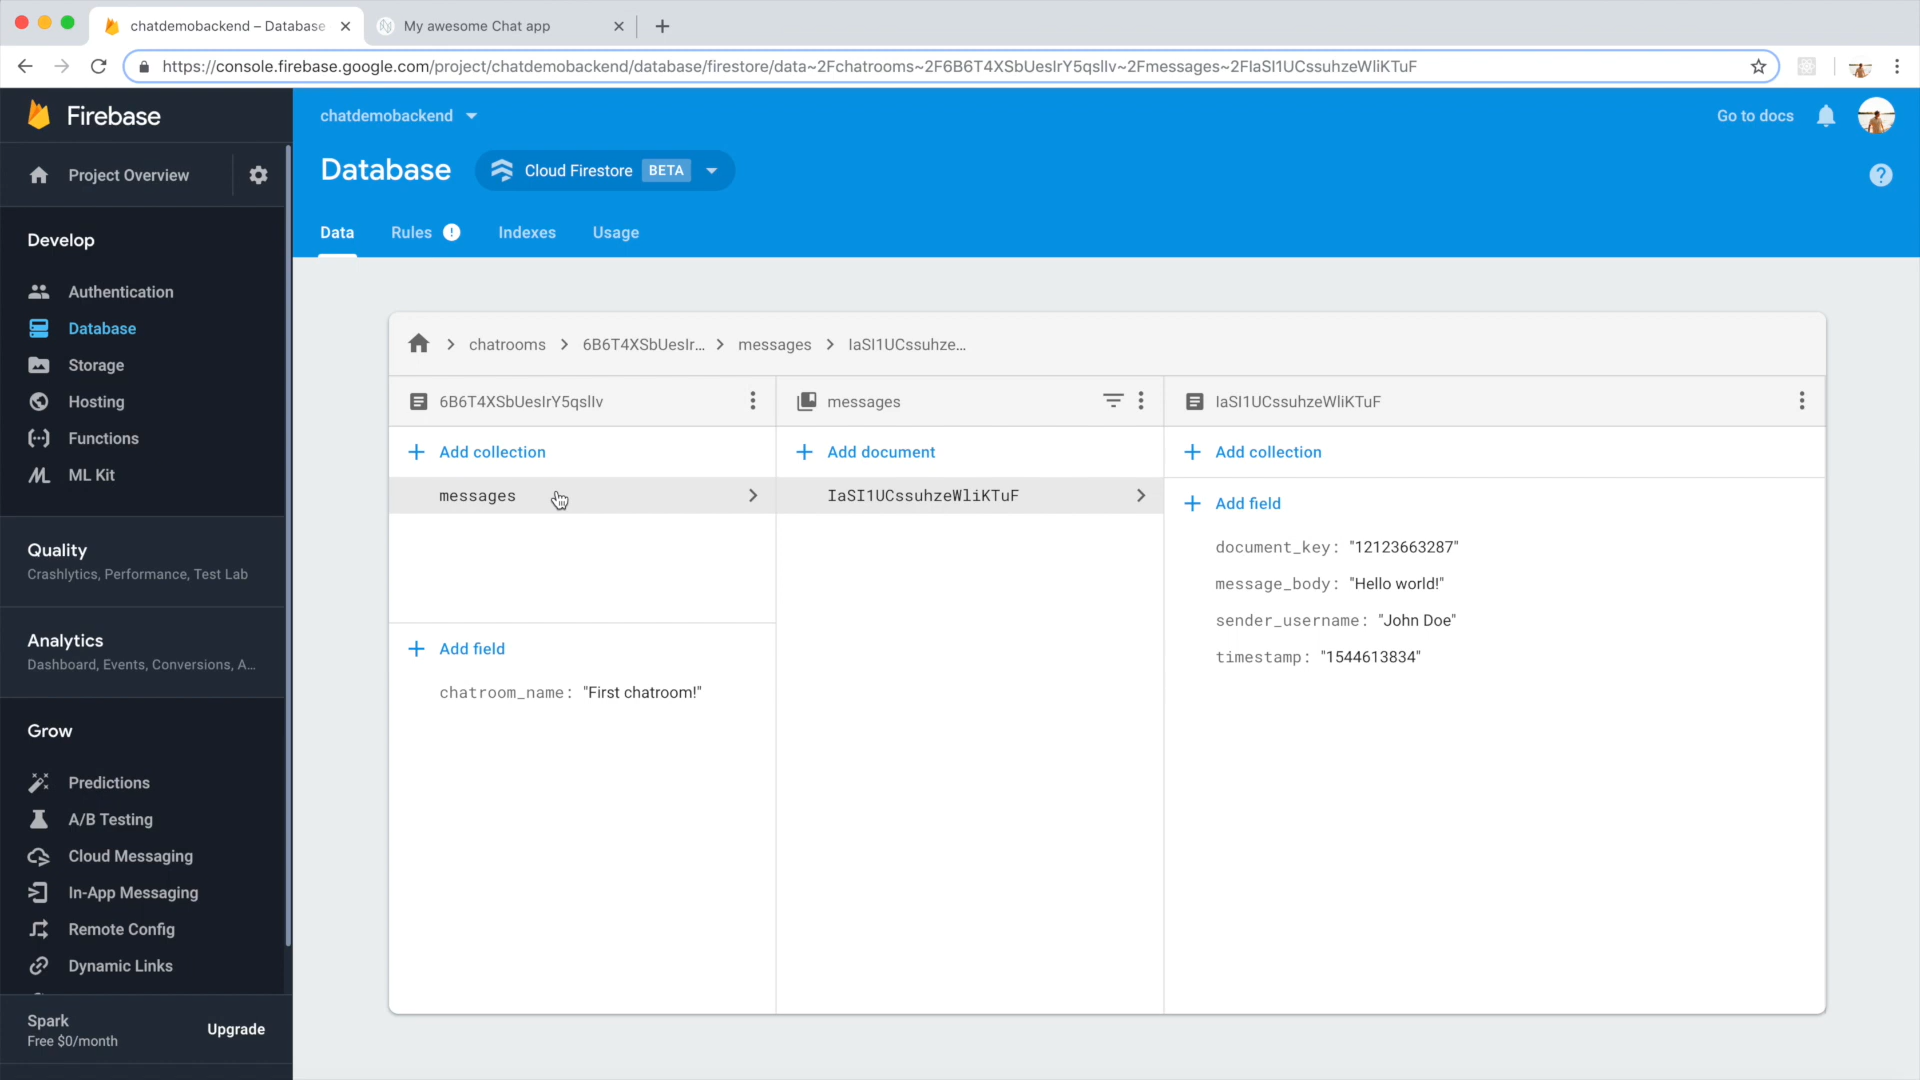 chatdemobackend – Database
My awesome Chat app
https://console.firebase.google.com/project/chatdemobackend/database/firestore/data~2Fchatrooms~2F6B6T4XSbUesIrY5qsIIv~2Fmessages~2FIaSI1UCssuhzeWliKTuF
Firebase
chatdemobackend
Go to docs
Project Overview
Database
Cloud Firestore BETA
Data
Rules
Indexes
Usage
Develop
Authentication
Database
Storage
Hosting
Functions
ML Kit
Quality
Crashlytics, Performance, Test Lab
Analytics
Dashboard, Events, Conversions, A...
Grow
Predictions
A/B Testing
Cloud Messaging
In-App Messaging
Remote Config
Dynamic Links
Spark
Free $0/month
Upgrade
chatrooms
6B6T4XSbUesIr...
messages
IaSI1UCssuhze...
6B6T4XSbUesIrY5qsIIv
Add collection
messages
Add field
chatroom_name: "First chatroom!"
messages
Add document
IaSI1UCssuhzeWliKTuF
IaSI1UCssuhzeWliKTuF
Add collection
Add field
document_key: "12123663287"
message_body: "Hello world!"
sender_username: "John Doe"
timestamp: "1544613834"